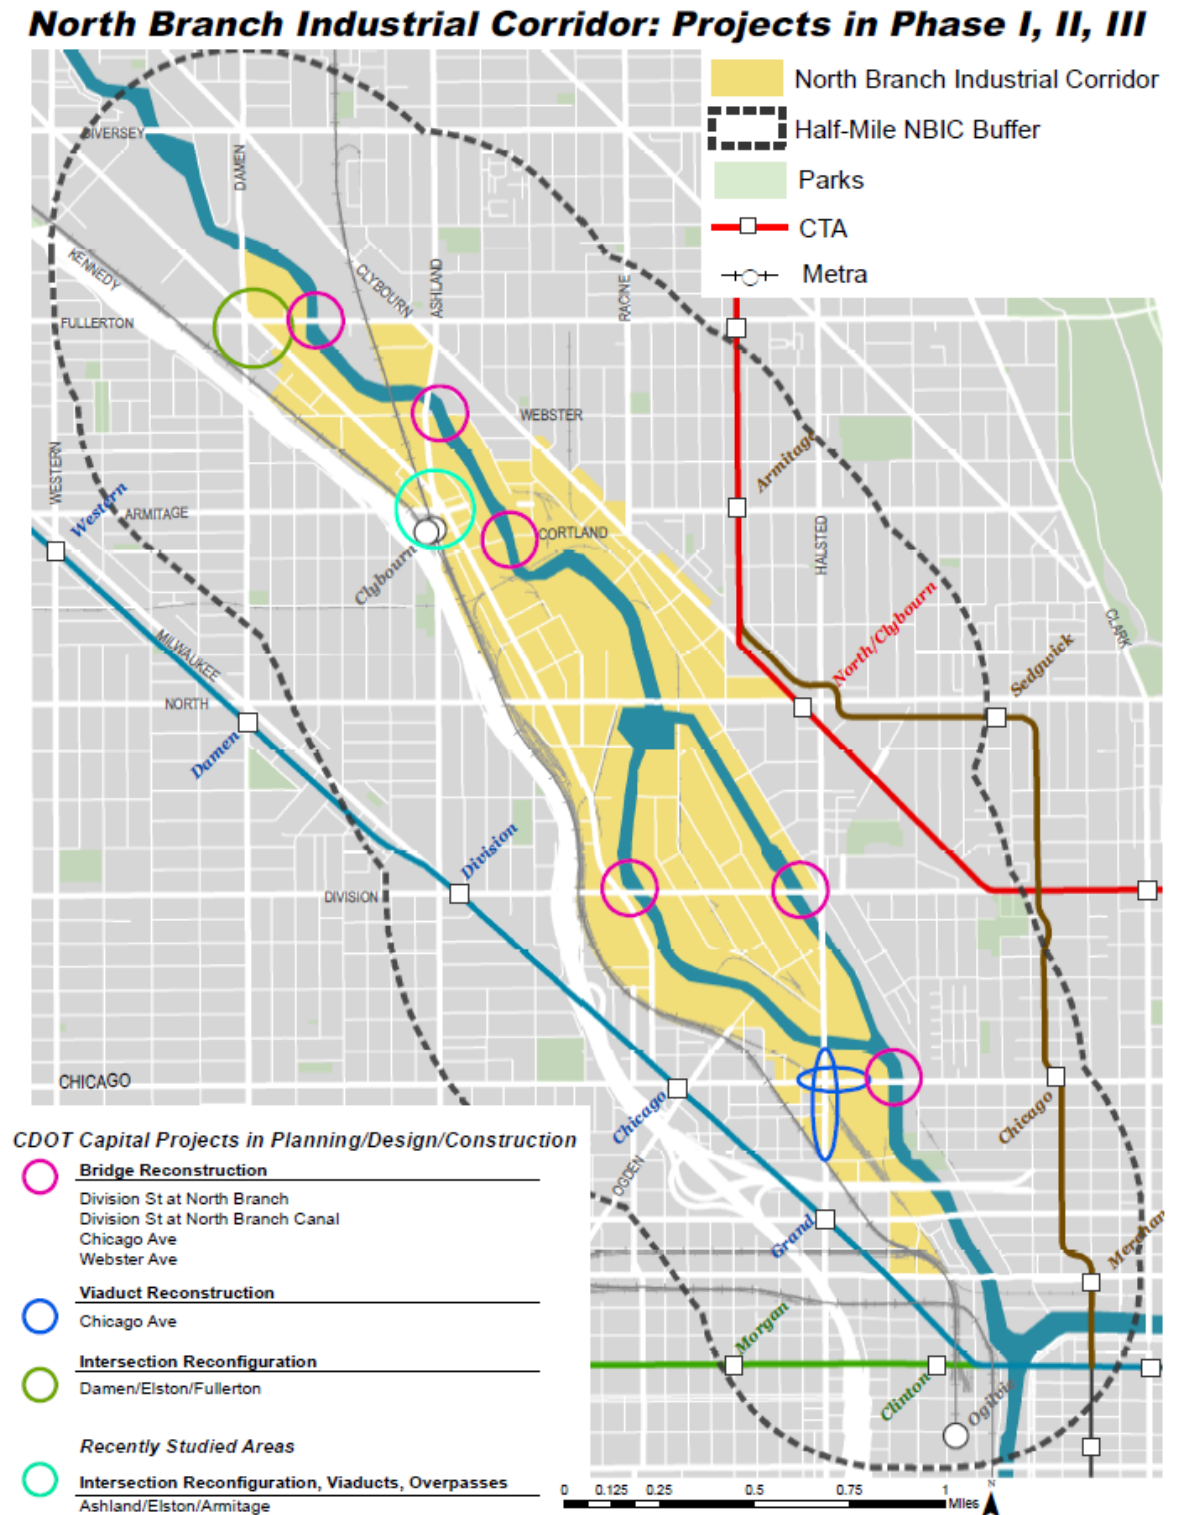 North Branch Industrial Corridor: Projects in Phase I, II, III
North Branch Industrial Corridor
Half-Mile NBIC Buffer
Parks
CTA
Metra
DIVERSEY
DAMEN
KENNEDY
CLYBOURN
ASHLAND
RACINE
FULLERTON
WEBSTER
WESTERN
Western
ARMITAGE
Armitage
CORTLAND
HALSTED
Clybourn
CLARK
MILWAUKEE
North/Clybourn
Sedgwick
NORTH
Damen
Division
DIVISION
CHICAGO
Chicago
Chicago
OGDEN
Grand
Merchan
Morgan
Clinton
Ogilvie
CDOT Capital Projects in Planning/Design/Construction
Bridge Reconstruction
Division St at North Branch
Division St at North Branch Canal
Chicago Ave
Webster Ave
Viaduct Reconstruction
Chicago Ave
Intersection Reconfiguration
Damen/Elston/Fullerton
Recently Studied Areas
Intersection Reconfiguration, Viaducts, Overpasses
Ashland/Elston/Armitage
0 0.125 0.25 0.5 0.75 1
Miles
N